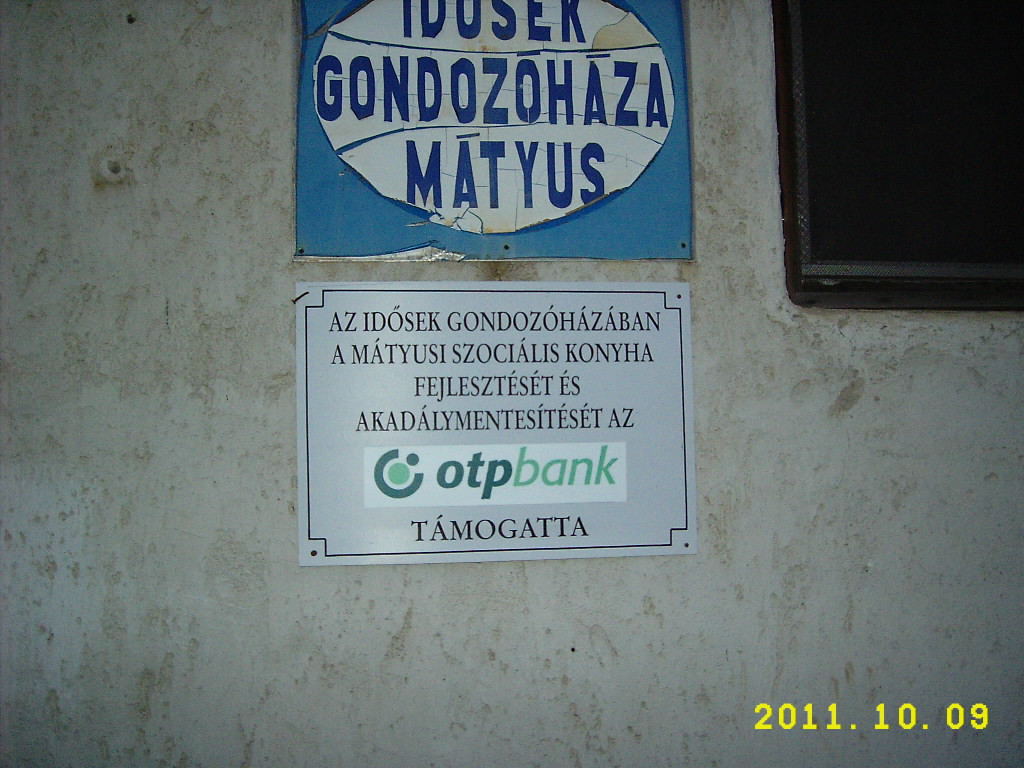 IDŐSEK
GONDOZÓHÁZA
MÁTYUS
AZ IDŐSEK GONDOZÓHÁZÁBAN
A MÁTYUSI SZOCIÁLIS KONYHA
FEJLESZTÉSÉT ÉS
AKADÁLYMENTESÍTÉSÉT AZ
otpbank
TÁMOGATTA
2011.10.09